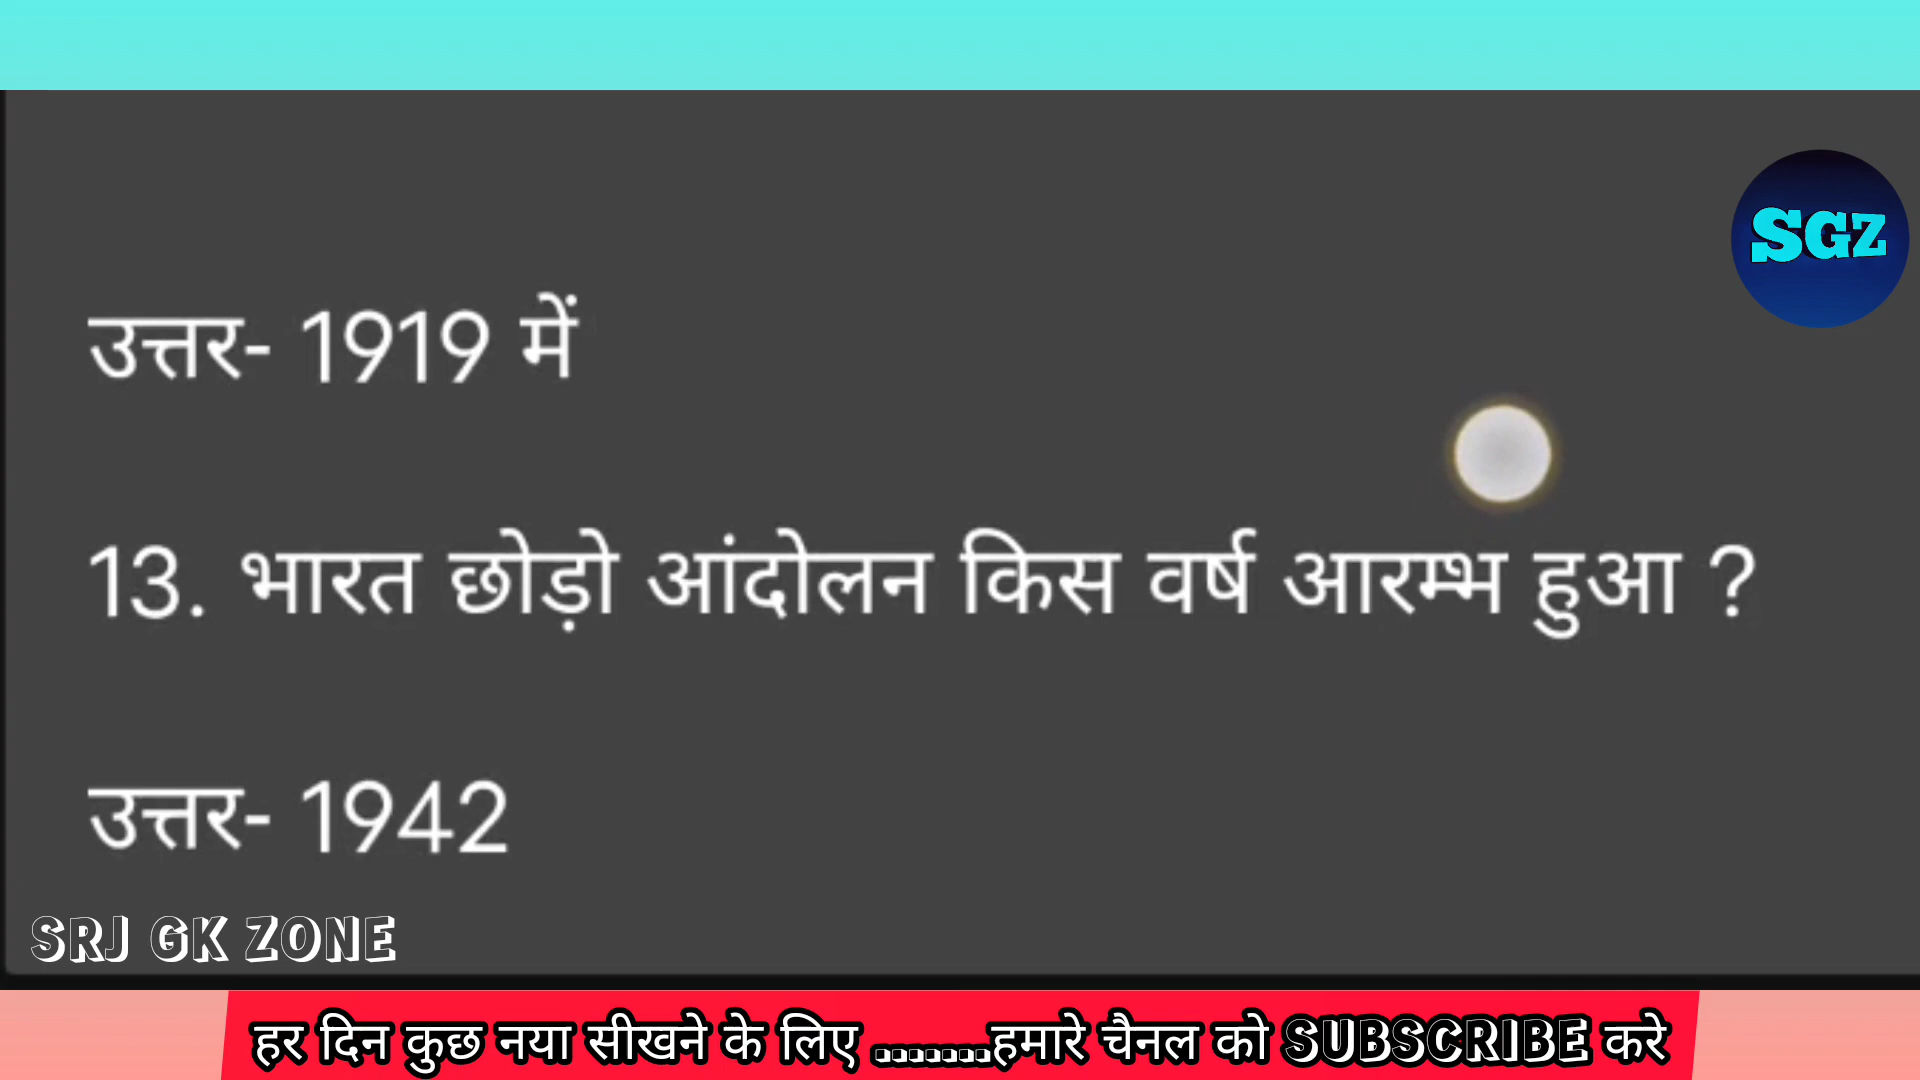 SGZ
उत्तर- 1919 में
13. भारत छोड़ो आंदोलन किस वर्ष आरम्भ हुआ ?
उत्तर- 1942
SRJ GK ZONE
हर दिन कुछ नया सीखने के लिए ........हमारे चैनल को SUBSCRIBE करे